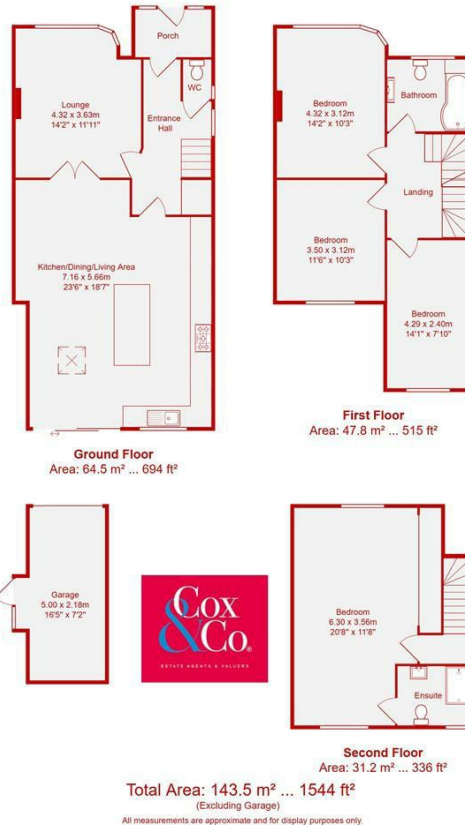 Porch
WC
Lounge
4.32 x 3.63m
14'2" x 11'11"
Entrance
Hall
Kitchen/Dining/Living Area
7.16 x 5.66m
23'6" x 18'7"
Ground Floor
Area: 64.5 m² ... 694 ft²
Bedroom
4.32 x 3.12m
14'2" x 10'3"
Bathroom
Landing
Bedroom
3.50 x 3.12m
11'6" x 10'3"
Bedroom
4.29 x 2.40m
14'1" x 7'10"
First Floor
Area: 47.8 m² ... 515 ft²
Garage
5.00 x 2.18m
16'5" x 7'2"
Cox
& Co.
ESTATE AGENTS & VALUERS
Bedroom
6.30 x 3.56m
20'8" x 11'8"
Ensuite
Second Floor
Area: 31.2 m² ... 336 ft²
Total Area: 143.5 m² ... 1544 ft²
(Excluding Garage)
All measurements are approximate and for display purposes only.